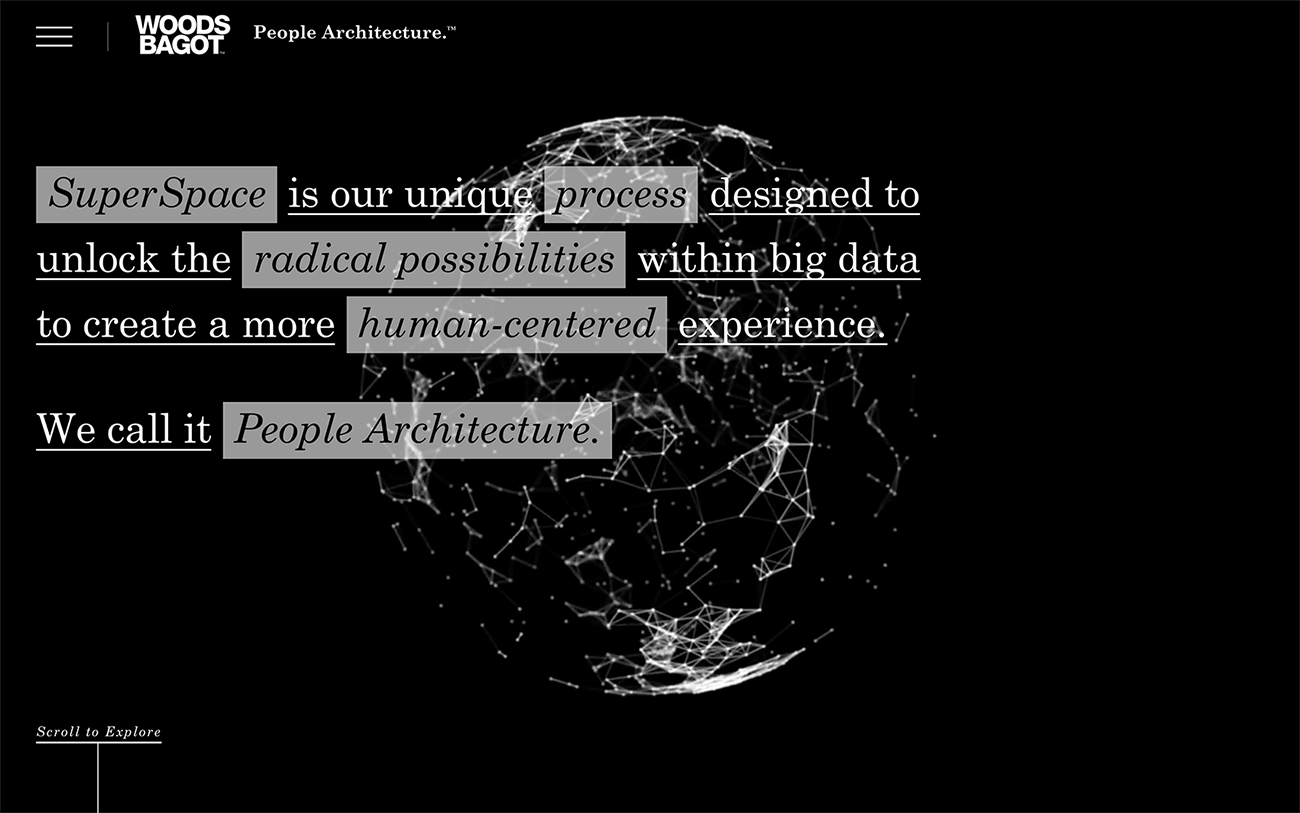 WOODS
BAGOT™
People Architecture.™
SuperSpace is our unique process designed to
unlock the radical possibilities within big data
to create a more human-centered experience.
We call it People Architecture.
Scroll to Explore